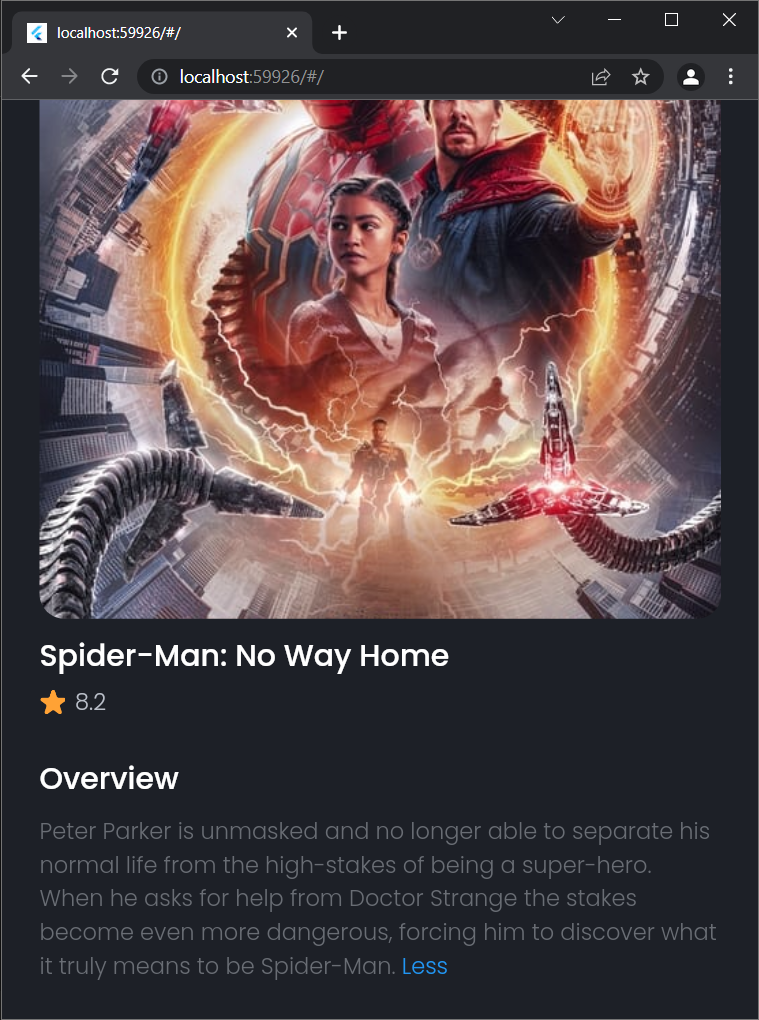 localhost:59926/#/
localhost:59926/#/
Spider-Man: No Way Home
8.2
Overview
Peter Parker is unmasked and no longer able to separate his
normal life from the high-stakes of being a super-hero.
When he asks for help from Doctor Strange the stakes
become even more dangerous, forcing him to discover what
it truly means to be Spider-Man. Less